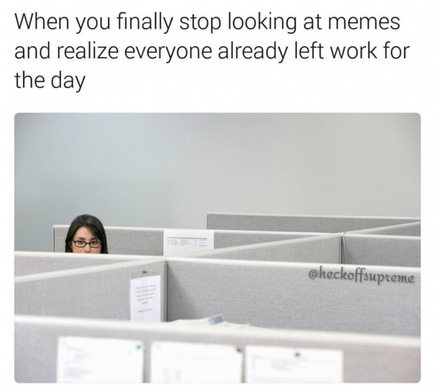 When you finally stop looking at memes
and realize everyone already left work for
the day
@heckoffsupreme